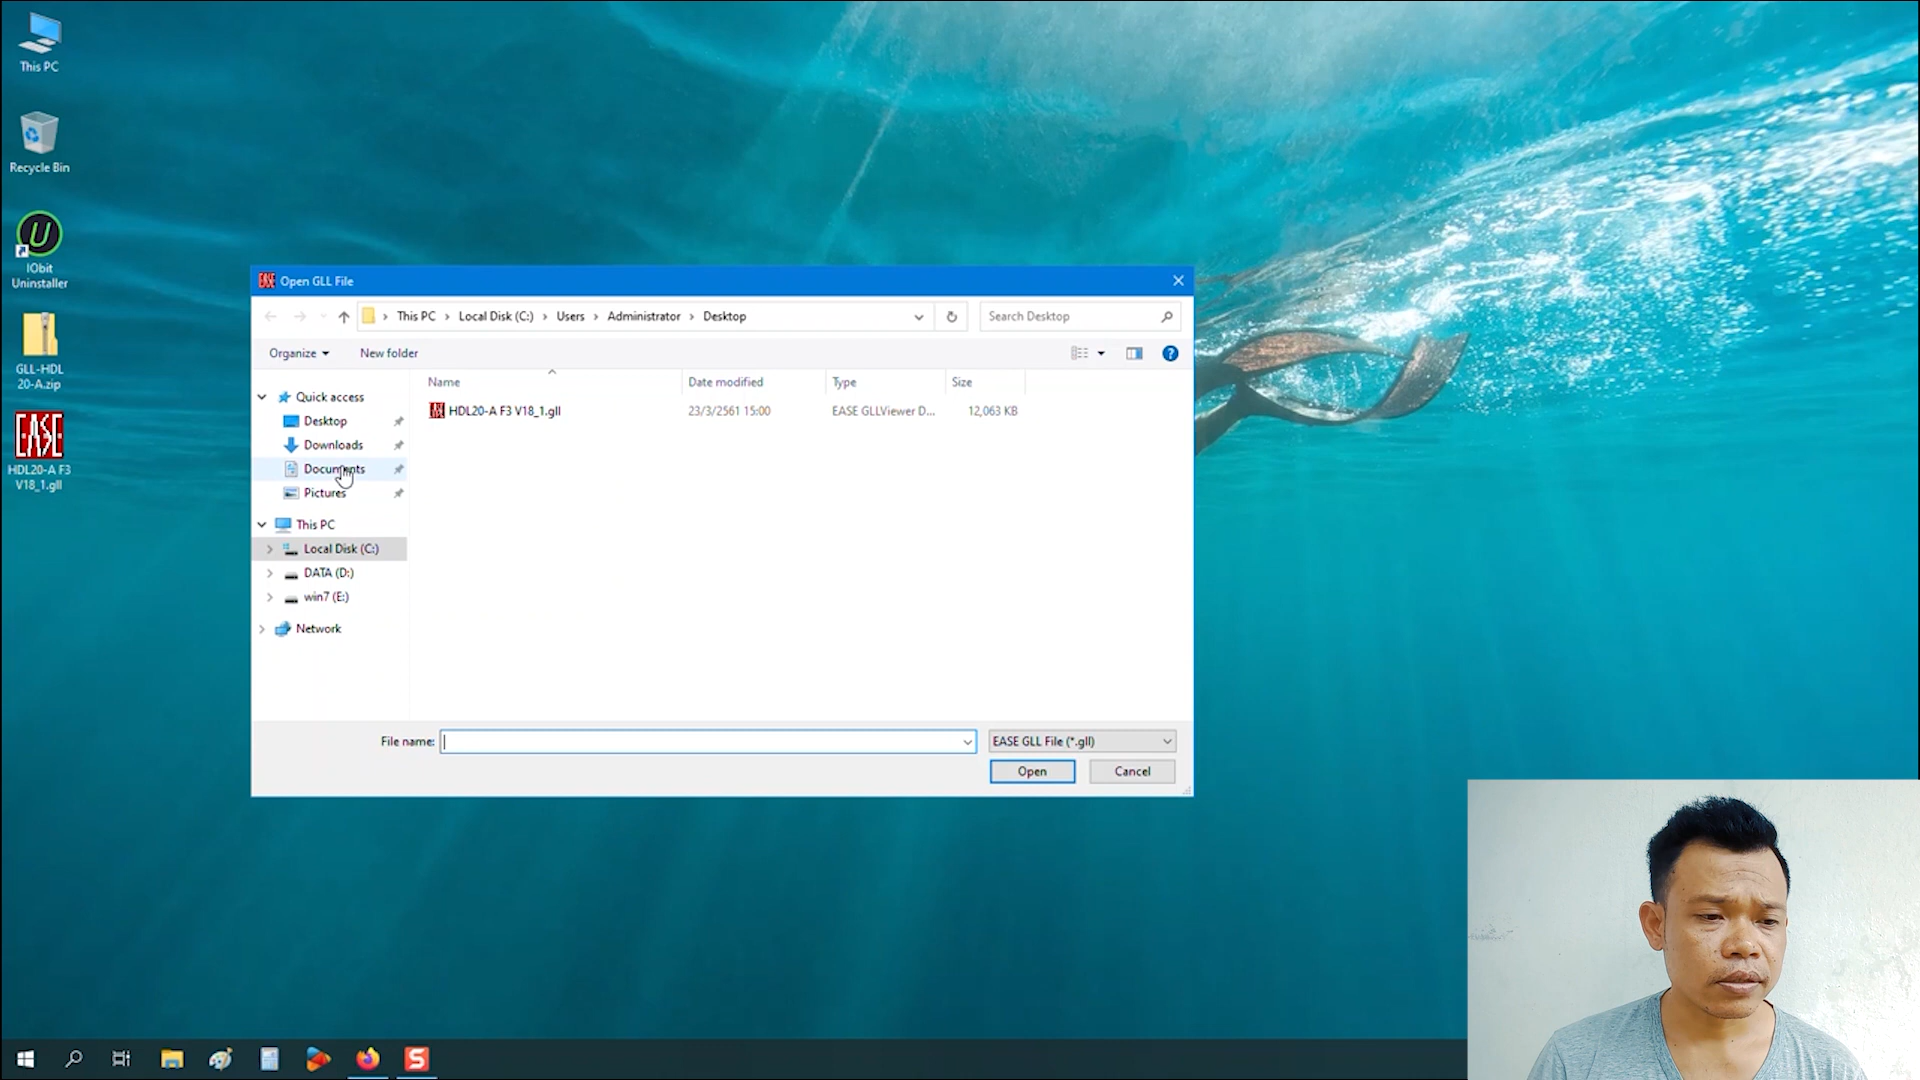 This PC
Recycle Bin
IObit
Uninstaller
GLL-HDL
20-A.zip
EASE
HDL20-A F3
V18_1.gll
EASE Open GLL File
This PC > Local Disk (C:) > Users > Administrator > Desktop
Search Desktop
Organize
New folder
Name
Date modified
Type
Size
HDL20-A F3 V18_1.gll
23/3/2561 15:00
EASE GLLViewer D...
12,063 KB
Quick access
Desktop
Downloads
Documents
Pictures
This PC
Local Disk (C:)
DATA (D:)
win7 (E:)
Network
File name:
EASE GLL File (*.gll)
Open
Cancel